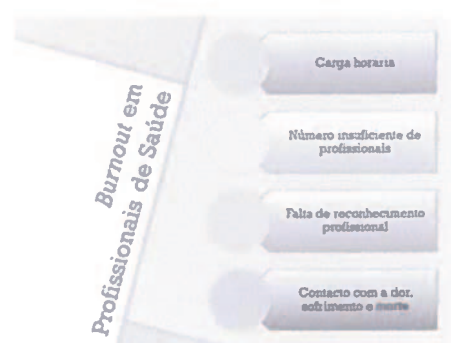 Burnout em
Profissionais de Saúde
Carga horaria
Número insuficiente de
profissionais
Falta de reconhecimento
profissional
Contacto com a dor,
sofrimento e morte